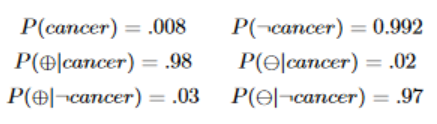 P(cancer) = .008 P(¬cancer) = 0.992
P(⊕|cancer) = .98 P(⊖|cancer) = .02
P(⊕|¬cancer) = .03 P(⊖|¬cancer) = .97